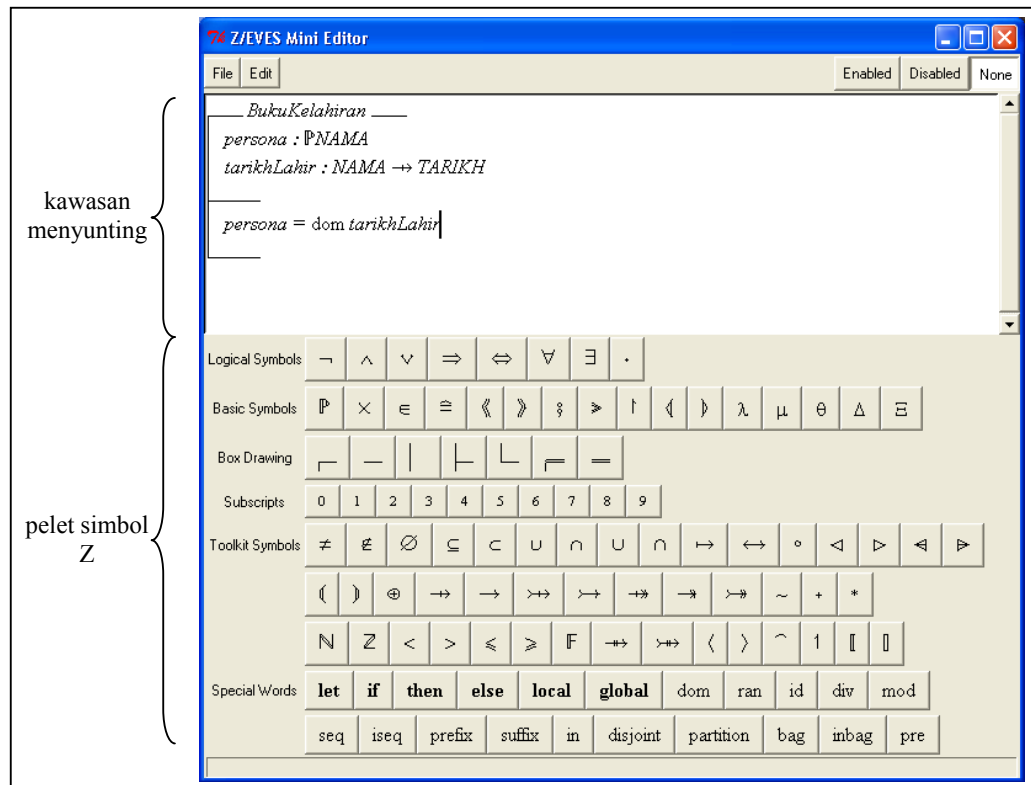 Z/EVES Mini Editor
File Edit Enabled Disabled None
BukuKelahiran
persona : ℙNAMA
tarikhLahir : NAMA ⇸ TARIKH
persona = dom tarikhLahir
kawasan
menyunting
Logical Symbols ¬ ∧ ∨ ⇒ ⇔ ∀ ∃ ·
Basic Symbols ℙ × ∈ ≙ ⟪ ⟫ ⨟ ⪢ ↾ ⦉ ⦊ λ μ θ Δ Ξ
Box Drawing ┌ ─ │ ├ └ ╒ ═
Subscripts 0 1 2 3 4 5 6 7 8 9
pelet simbol
Z
Toolkit Symbols ≠ ∉ ∅ ⊆ ⊂ ∪ ∩ ⋃ ⋂ ↦ ↔ ∘ ◁ ▷ ⩤ ⩥
⦇ ⦈ ⊕ ⇸ → ⤔ ↣ ⤀ ↠ ⤖ ~ + *
ℕ ℤ < > ⩽ ⩾ 𝔽 ⇻ ⤕ ⟨ ⟩ ⁀ ↿ ⟦ ⟧
Special Words let if then else local global dom ran id div mod
seq iseq prefix suffix in disjoint partition bag inbag pre